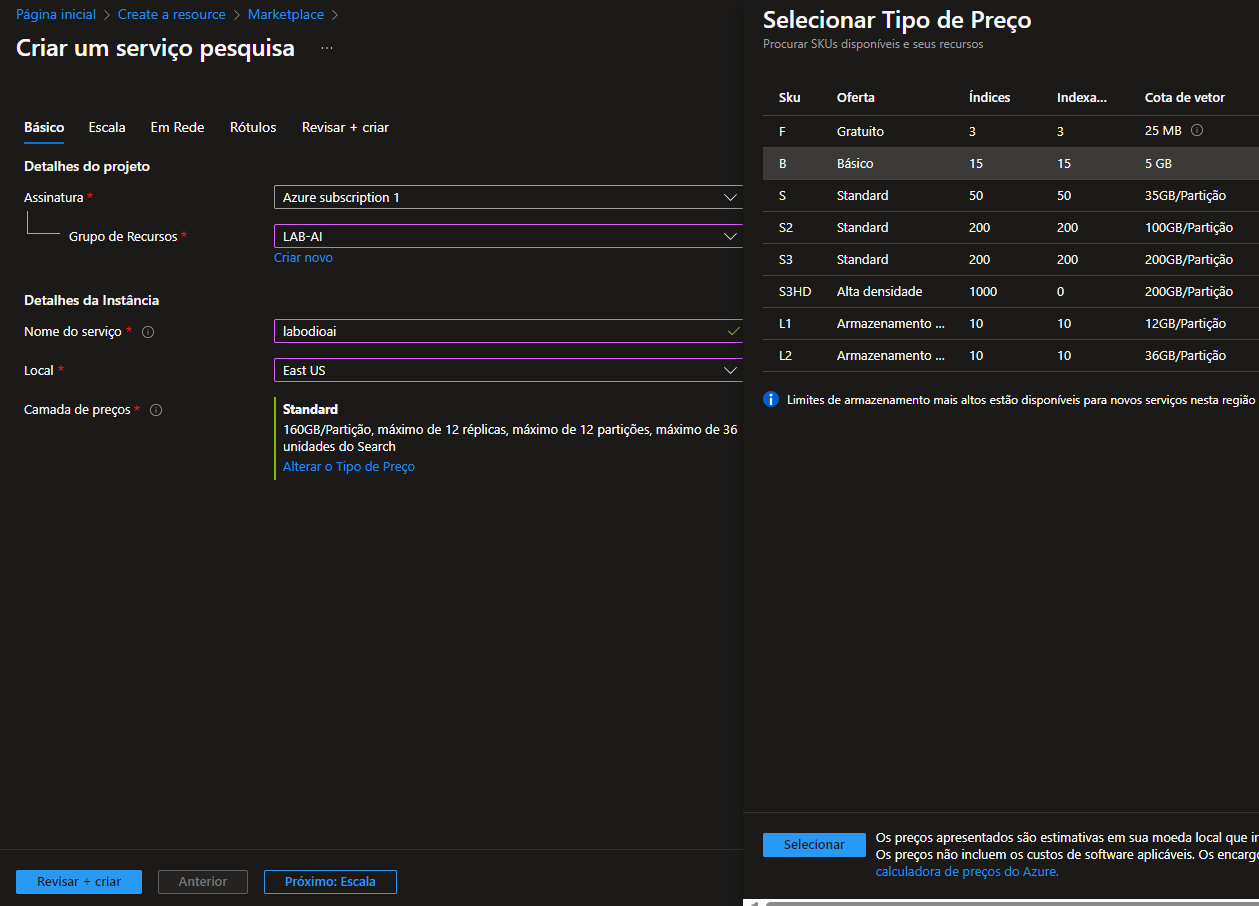 Página inicial > Create a resource > Marketplace >
Criar um serviço pesquisa ...
Básico Escala Em Rede Rótulos Revisar + criar
Detalhes do projeto
Assinatura *
Azure subscription 1
Grupo de Recursos *
LAB-AI
Criar novo
Detalhes da Instância
Nome do serviço *
labodioai
Local *
East US
Camada de preços *
Standard
160GB/Partição, máximo de 12 réplicas, máximo de 12 partições, máximo de 36
unidades do Search
Alterar o Tipo de Preço
Revisar + criar Anterior Próximo: Escala
Selecionar Tipo de Preço
Procurar SKUs disponíveis e seus recursos
Sku Oferta Índices Indexa... Cota de vetor
F Gratuito 3 3 25 MB
B Básico 15 15 5 GB
S Standard 50 50 35GB/Partição
S2 Standard 200 200 100GB/Partição
S3 Standard 200 200 200GB/Partição
S3HD Alta densidade 1000 0 200GB/Partição
L1 Armazenamento ... 10 10 12GB/Partição
L2 Armazenamento ... 10 10 36GB/Partição
Limites de armazenamento mais altos estão disponíveis para novos serviços nesta região
Selecionar
Os preços apresentados são estimativas em sua moeda local que
Os preços não incluem os custos de software aplicáveis. Os
calculadora de preços do Azure.